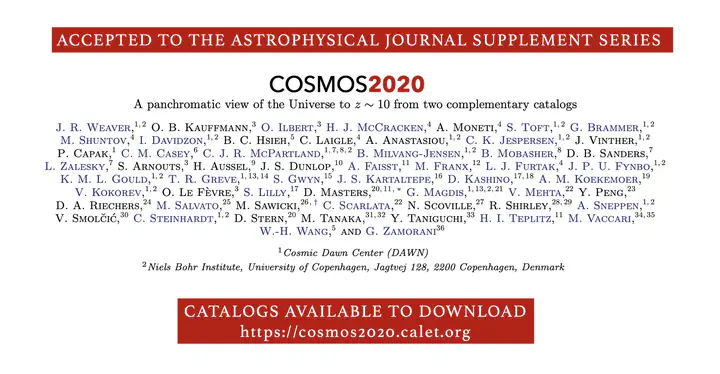 ACCEPTED TO THE ASTROPHYSICAL JOURNAL SUPPLEMENT SERIES
COSMOS2020
A panchromatic view of the Universe to z ∼ 10 from two complementary catalogs
J. R. Weaver,1, 2 O. B. Kauffmann,3 O. Ilbert,3 H. J. McCracken,4 A. Moneti,4 S. Toft,1, 2 G. Brammer,1, 2
M. Shuntov,4 I. Davidzon,1, 2 B. C. Hsieh,5 C. Laigle,4 A. Anastasiou,1, 2 C. K. Jespersen,1, 2 J. Vinther,1, 2
P. Capak,1 C. M. Casey,6 C. J. R. McPartland,1, 7, 8, 2 B. Milvang-Jensen,1, 2 B. Mobasher,8 D. B. Sanders,7
L. Zalesky,7 S. Arnouts,3 H. Aussel,9 J. S. Dunlop,10 A. Faisst,11 M. Franx,12 L. J. Furtak,4 J. P. U. Fynbo,1, 2
K. M. L. Gould,1, 2 T. R. Greve,1, 13, 14 S. Gwyn,15 J. S. Kartaltepe,16 D. Kashino,17, 18 A. M. Koekemoer,19
V. Kokorev,1, 2 O. Le Fèvre,3 S. Lilly,17 D. Masters,20, 11, * G. Magdis,1, 13, 2, 21 V. Mehta,22 Y. Peng,23
D. A. Riechers,24 M. Salvato,25 M. Sawicki,26, † C. Scarlata,22 N. Scoville,27 R. Shirley,28, 29 A. Sneppen,1, 2
V. Smolčić,30 C. Steinhardt,1, 2 D. Stern,20 M. Tanaka,31, 32 Y. Taniguchi,33 H. I. Teplitz,11 M. Vaccari,34, 35
W.-H. Wang,5 and G. Zamorani36
1 Cosmic Dawn Center (DAWN)
2 Niels Bohr Institute, University of Copenhagen, Jagtvej 128, 2200 Copenhagen, Denmark
CATALOGS AVAILABLE TO DOWNLOAD
https://cosmos2020.calet.org